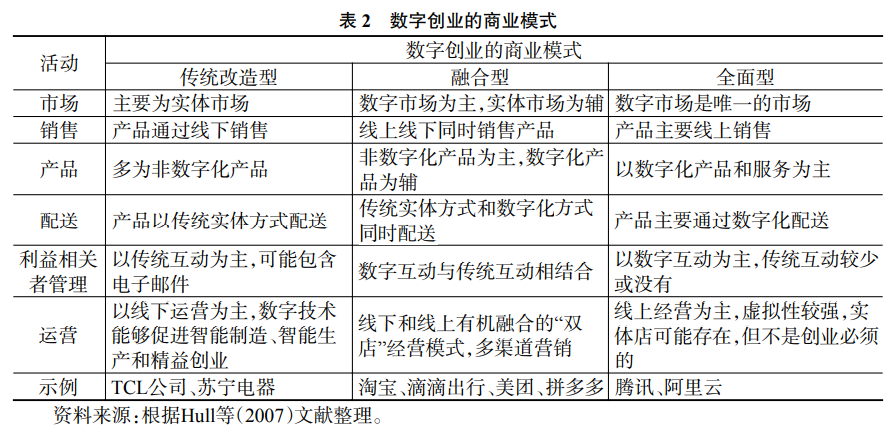 表 2 数字创业的商业模式
活动
数字创业的商业模式
传统改造型 融合型 全面型
市场 主要为实体市场 数字市场为主,实体市场为辅 数字市场是唯一的市场
销售 产品通过线下销售 线上线下同时销售产品 产品主要线上销售
产品 多为非数字化产品 非数字化产品为主,数字化产
品为辅 以数字化产品和服务为主
配送 产品以传统实体方式配送 传统实体方式和数字化方式
同时配送 产品主要通过数字化配送
利益相关
者管理
以传统互动为主,可能包含
电子邮件
数字互动与传统互动相结合
以数字互动为主,传统互动较少
或没有
运营
以线下运营为主,数字技术
能够促进智能制造、智能生
产和精益创业
线下和线上有机融合的“双
店”经营模式,多渠道营销
线上经营为主,虚拟性较强,实
体店可能存在,但不是创业必须
的
示例 TCL公司、苏宁电器 淘宝、滴滴出行、美团、拼多多 腾讯、阿里云
资料来源:根据Hull等(2007)文献整理。